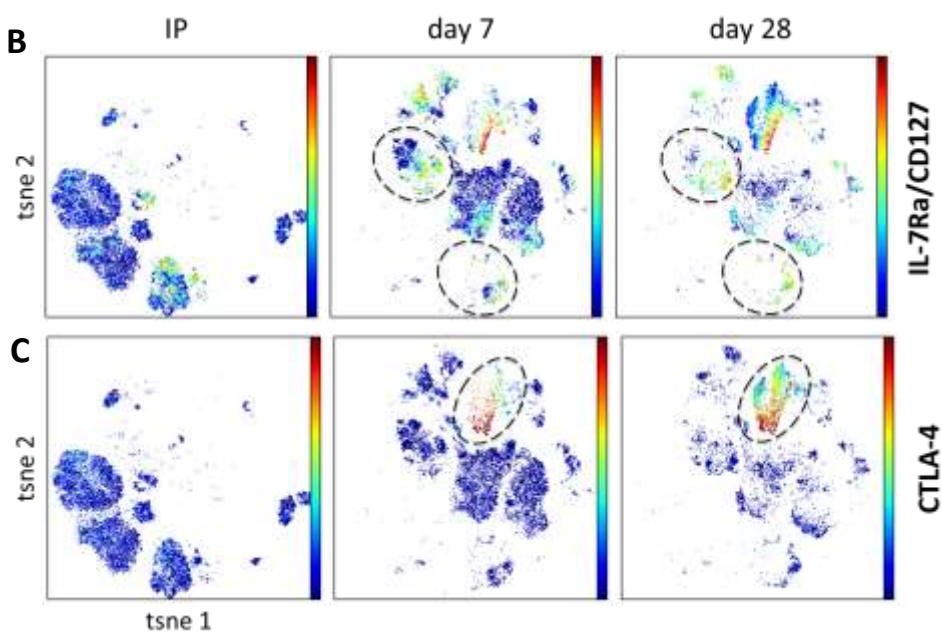 IP day 7 day 28
B
tsne 2
IL-7Ra/CD127
C
tsne 2
CTLA-4
tsne 1